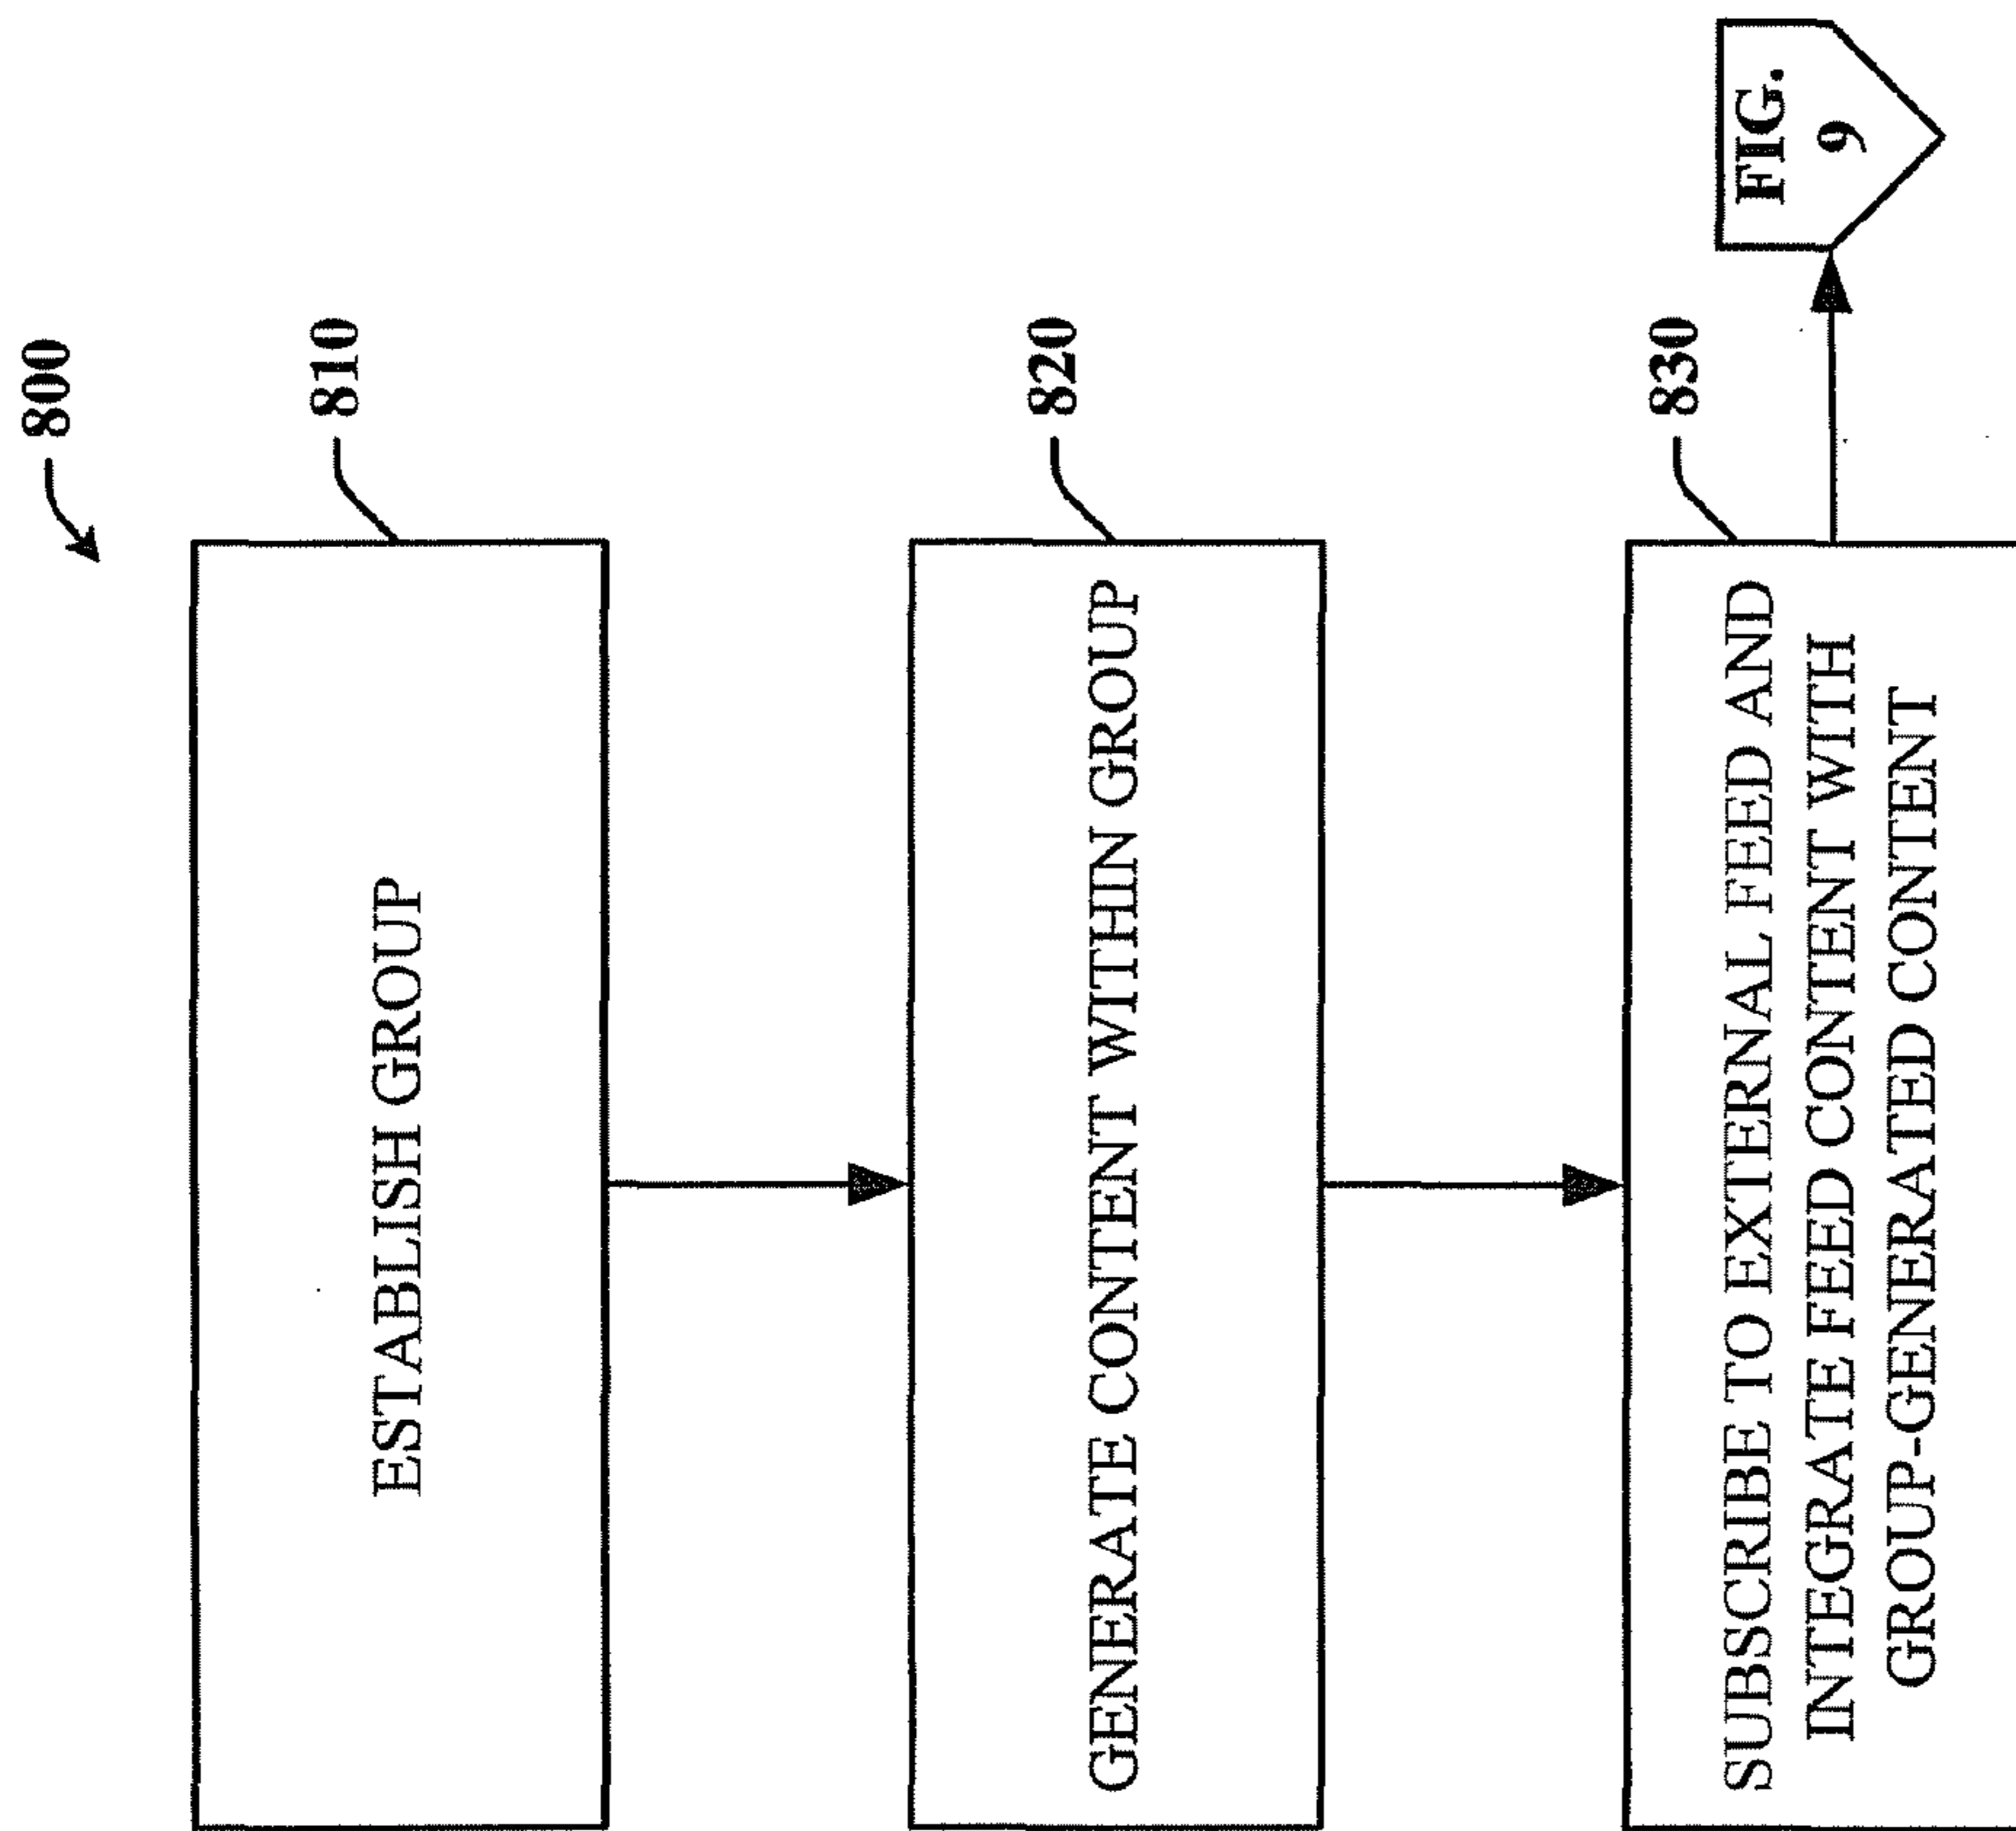 800
810
ESTABLISH GROUP
820
GENERATE CONTENT WITHIN GROUP
830
SUBSCRIBE TO EXTERNAL FEED AND
INTEGRATE FEED CONTENT WITH
GROUP-GENERATED CONTENT
FIG.
9